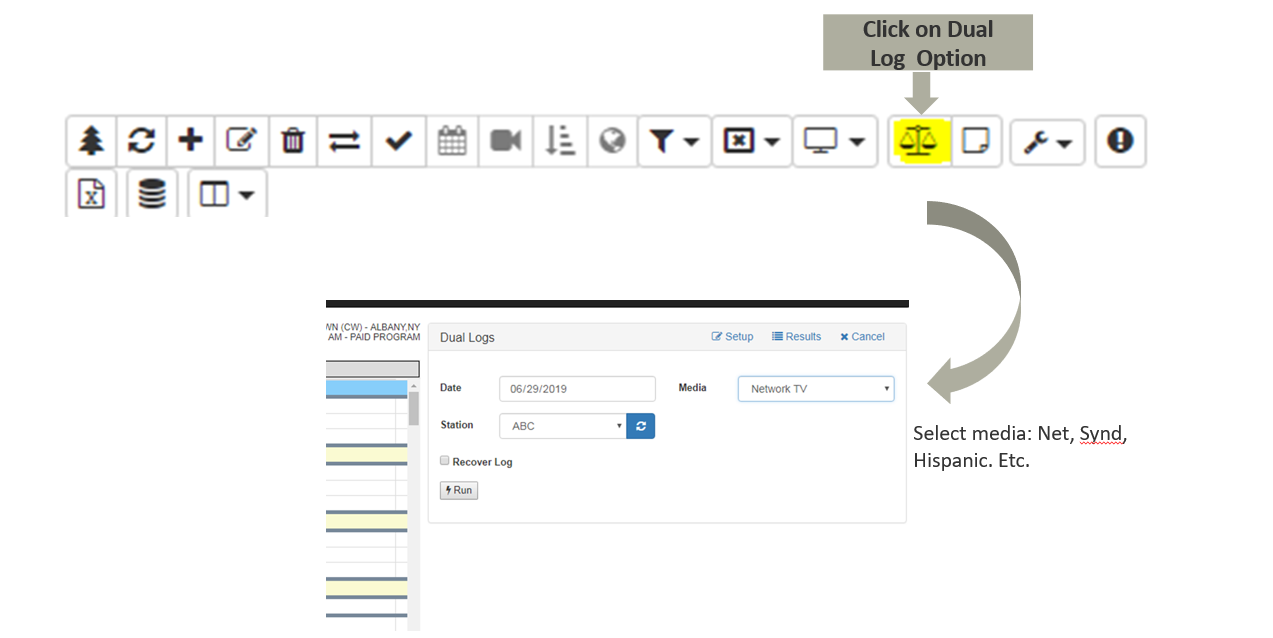 Click on Dual
Log Option
VN (CW) - ALBANY,NY
AM - PAID PROGRAM
Dual Logs
Setup
Results
Cancel
Date
06/29/2019
Media
Network TV
Station
ABC
Recover Log
Run
Select media: Net, Synd,
Hispanic. Etc.